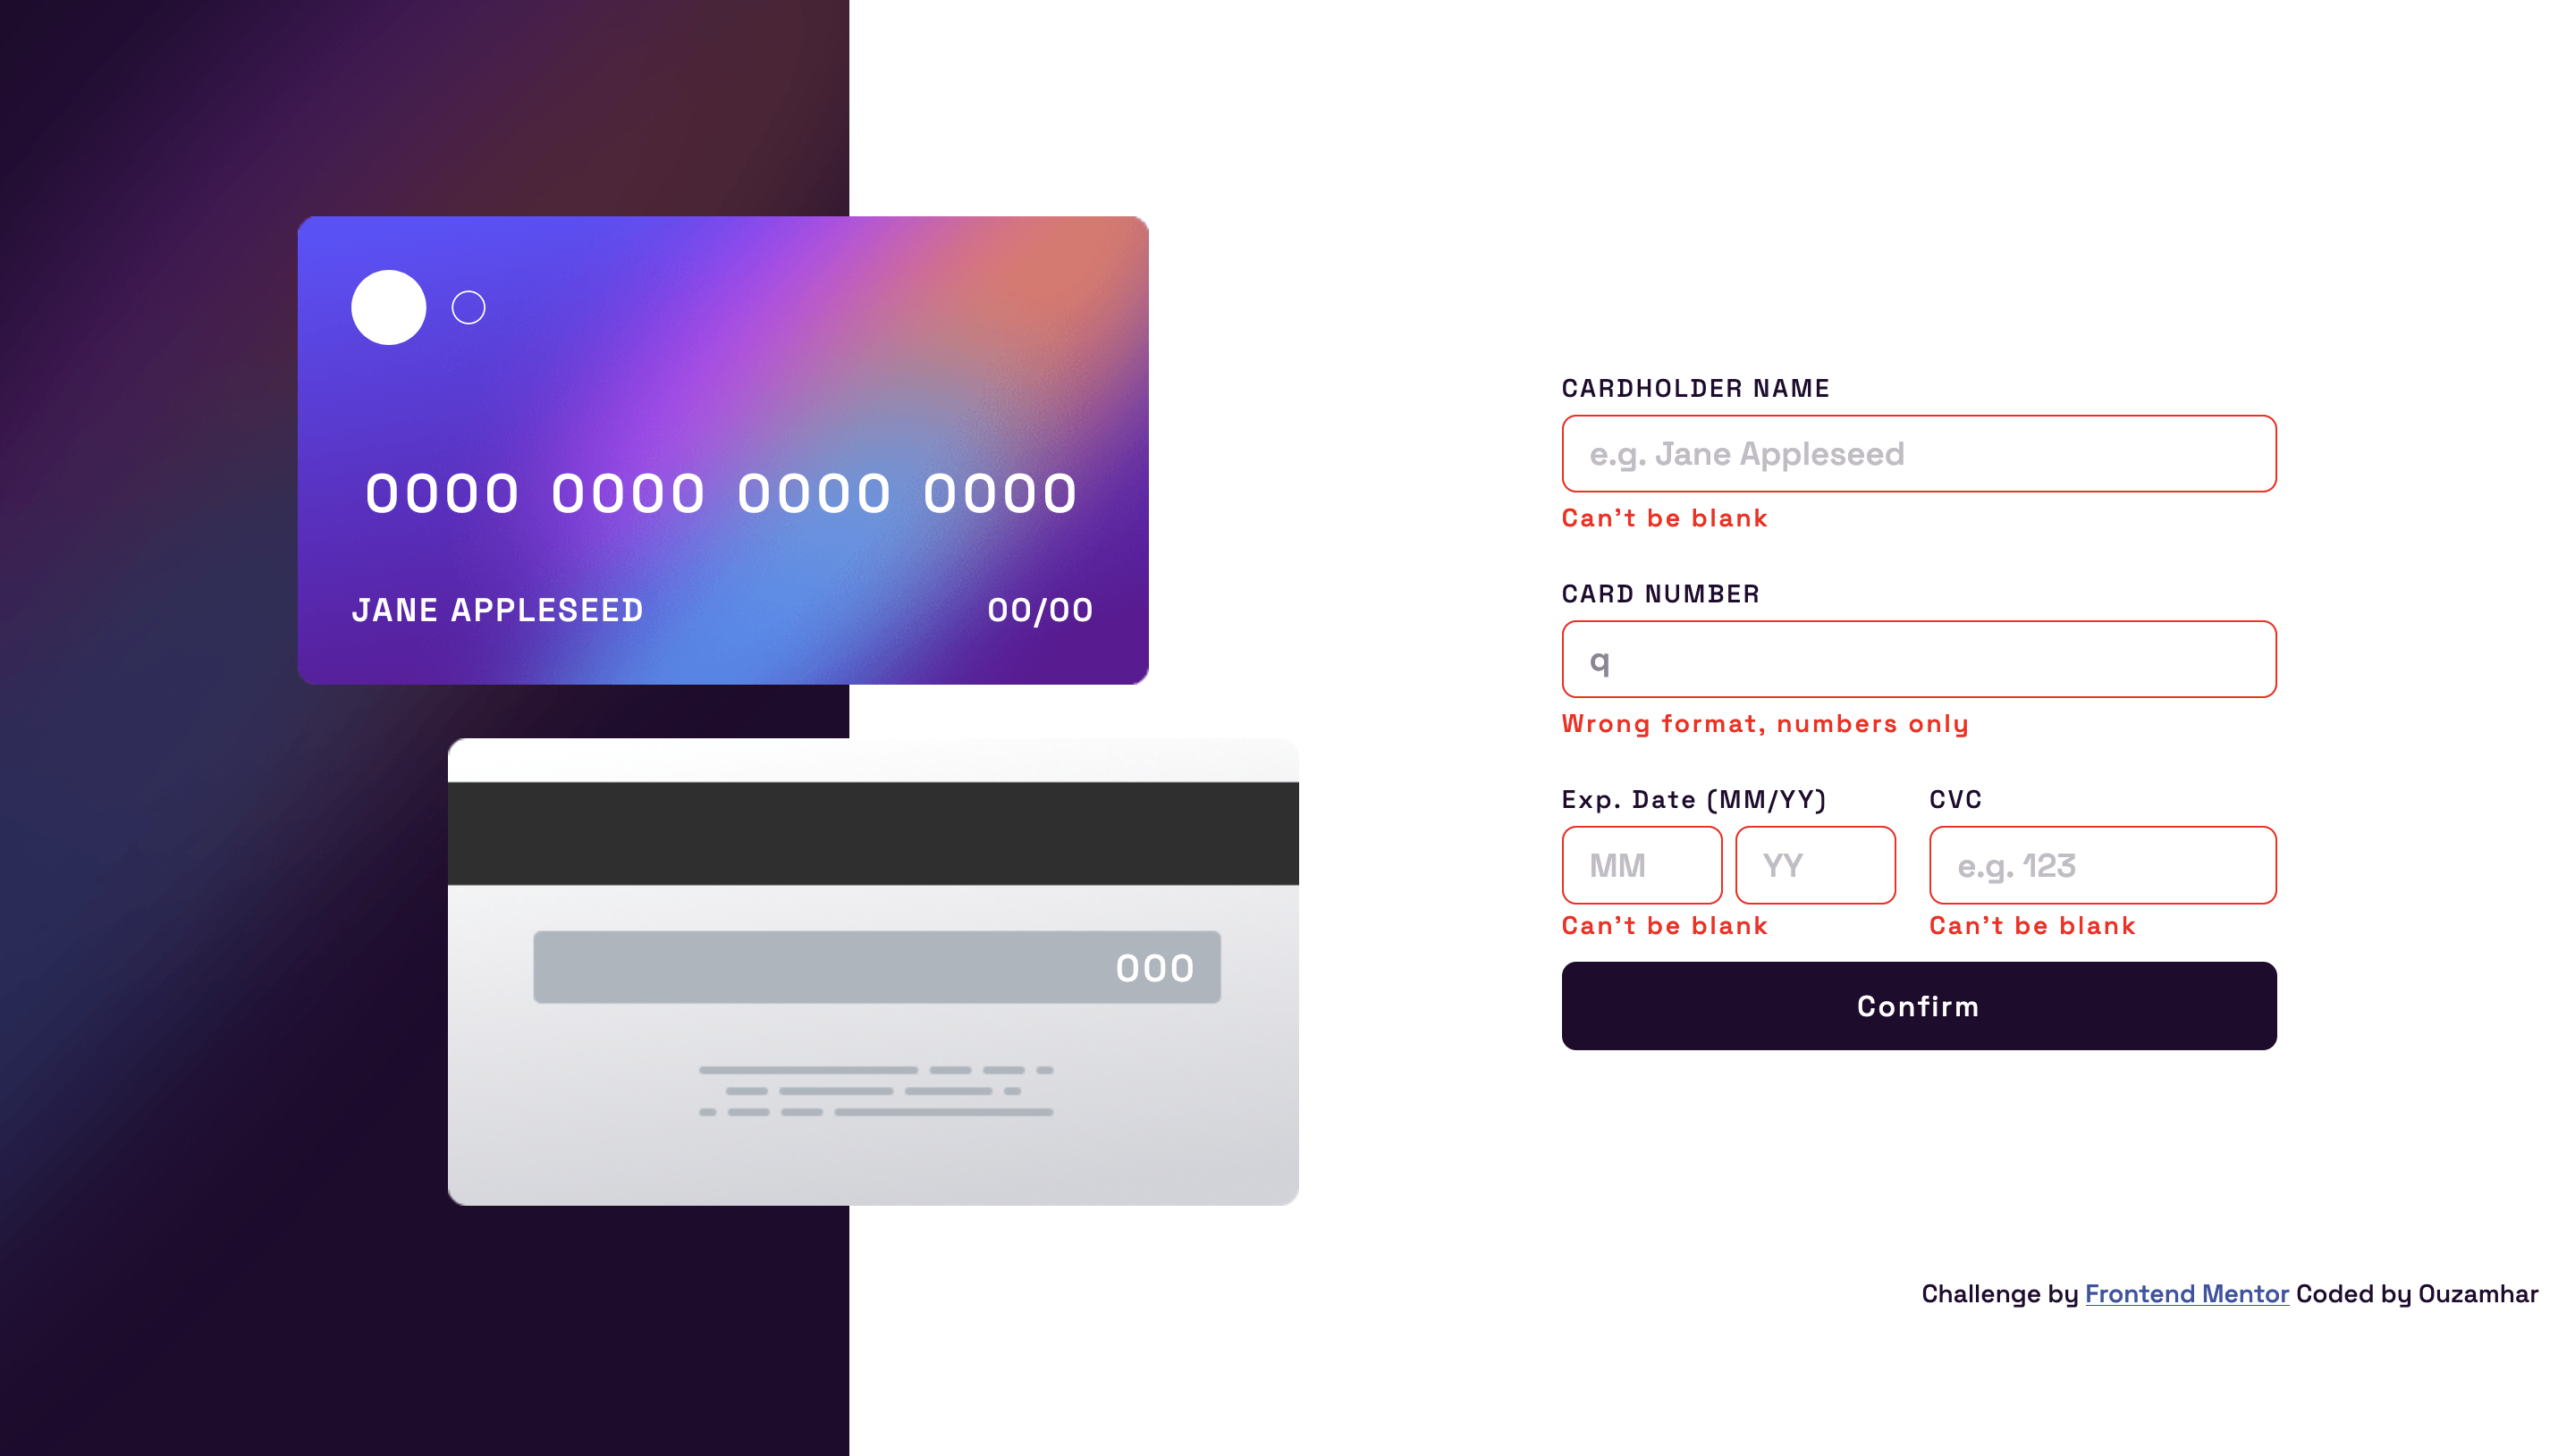 0000 0000 0000 0000
JANE APPLESEED 00/00
000
CARDHOLDER NAME
e.g. Jane Appleseed
Can't be blank
CARD NUMBER
q
Wrong format, numbers only
Exp. Date (MM/YY) CVC
MM YY e.g. 123
Can't be blank Can't be blank
Confirm
Challenge by Frontend Mentor Coded by Ouzamhar